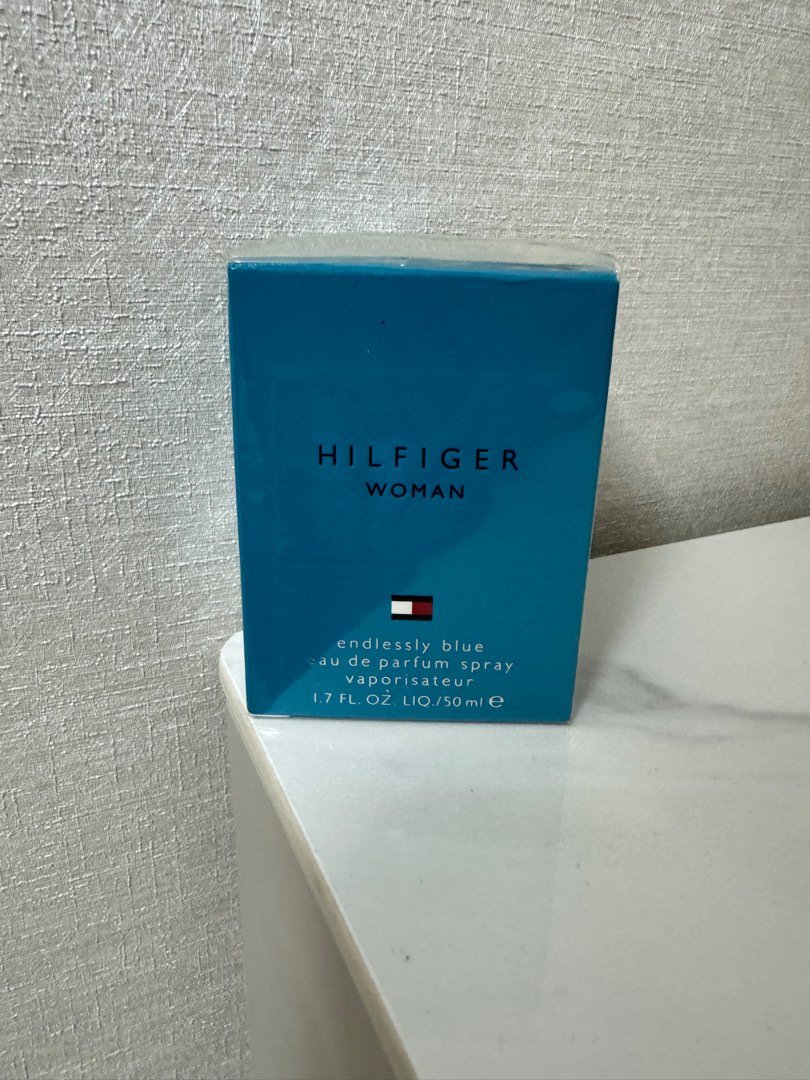 HILFIGER
WOMAN
endlessly blue
eau de parfum spray
vaporisateur
1.7 FL. OZ. LIQ./50 ml ℮